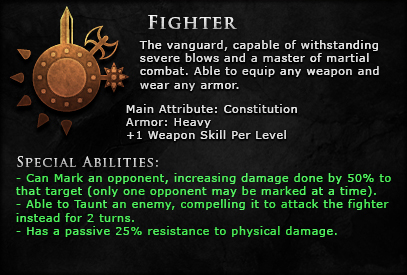 FIGHTER
The vanguard, capable of withstanding
severe blows and a master of martial
combat. Able to equip any weapon and
wear any armor.
Main Attribute: Constitution
Armor: Heavy
+1 Weapon Skill Per Level
SPECIAL ABILITIES:
- Can Mark an opponent, increasing damage done by 50% to
that target (only one opponent may be marked at a time).
- Able to Taunt an enemy, compelling it to attack the fighter
instead for 2 turns.
- Has a passive 25% resistance to physical damage.